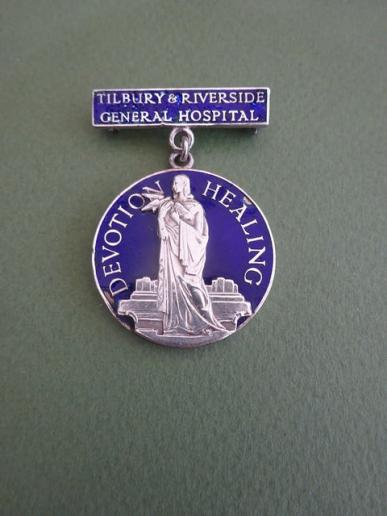 TILBURY & RIVERSIDE
GENERAL HOSPITAL
DEVOTION HEALING